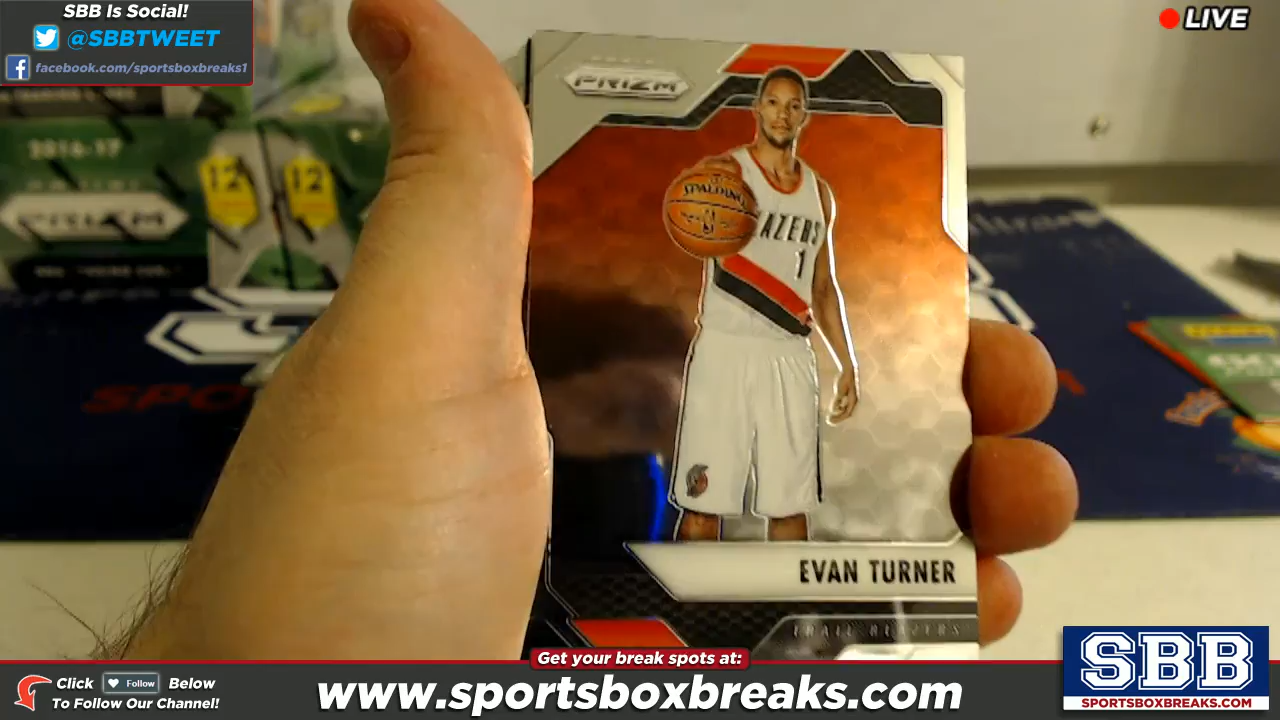 SBB Is Social!
@SBBTWEET
facebook.com/sportsboxbreaks1
LIVE
PANINI
PRIZM
2016-17
PRIZM
12
12
SPALDING
BLAZERS
1
EVAN TURNER
TRAIL BLAZERS
Get your break spots at:
Click Follow Below
To Follow Our Channel!
www.sportsboxbreaks.com
SBB
SPORTSBOXBREAKS.COM